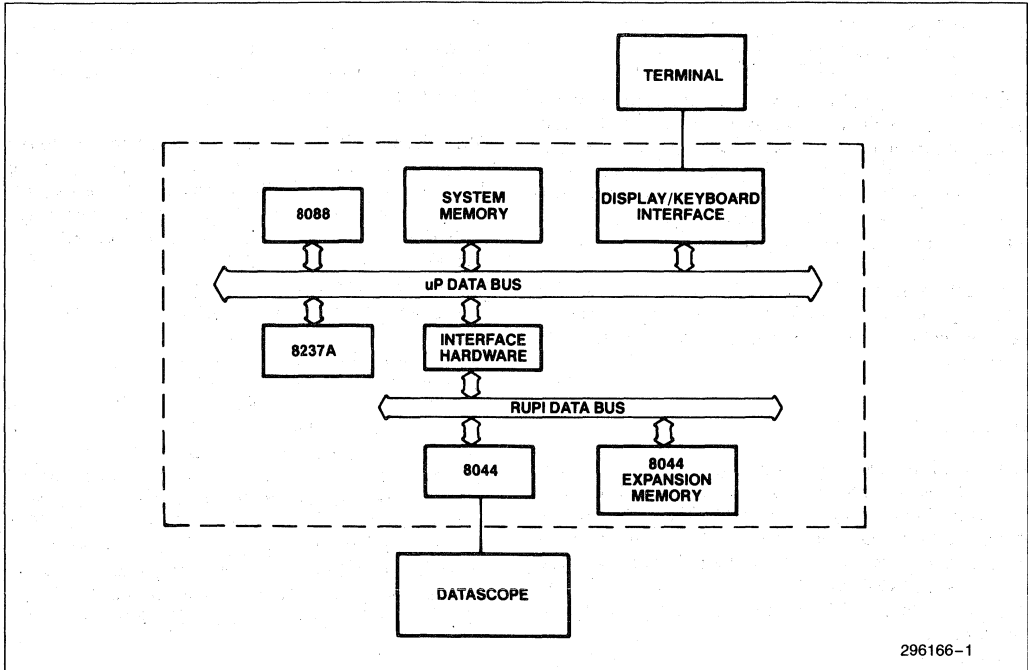 TERMINAL
8088
SYSTEM
MEMORY
DISPLAY/KEYBOARD
INTERFACE
uP DATA BUS
8237A
INTERFACE
HARDWARE
RUPI DATA BUS
8044
8044
EXPANSION
MEMORY
DATASCOPE
296166–1